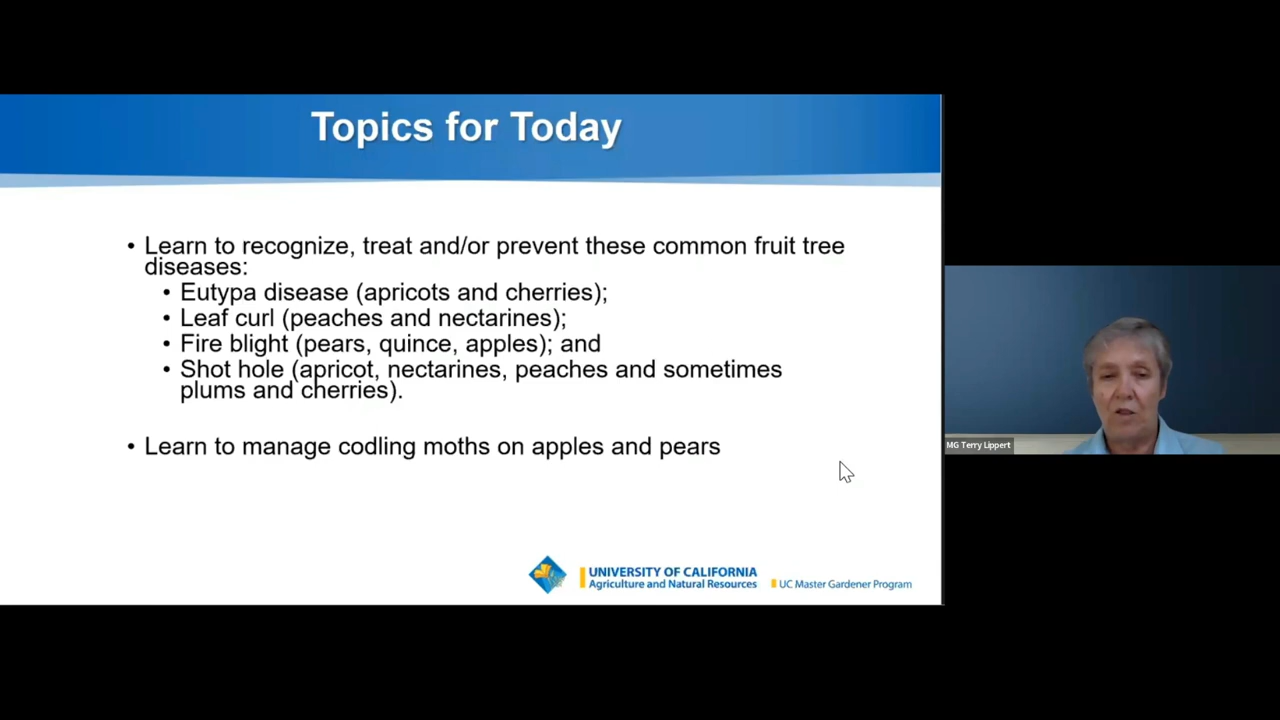 Topics for Today
• Learn to recognize, treat and/or prevent these common fruit tree
diseases:
• Eutypa disease (apricots and cherries);
• Leaf curl (peaches and nectarines);
• Fire blight (pears, quince, apples); and
• Shot hole (apricot, nectarines, peaches and sometimes
plums and cherries).
• Learn to manage codling moths on apples and pears
UNIVERSITY OF CALIFORNIA
Agriculture and Natural Resources
UC Master Gardener Program
MG Terry Lippert